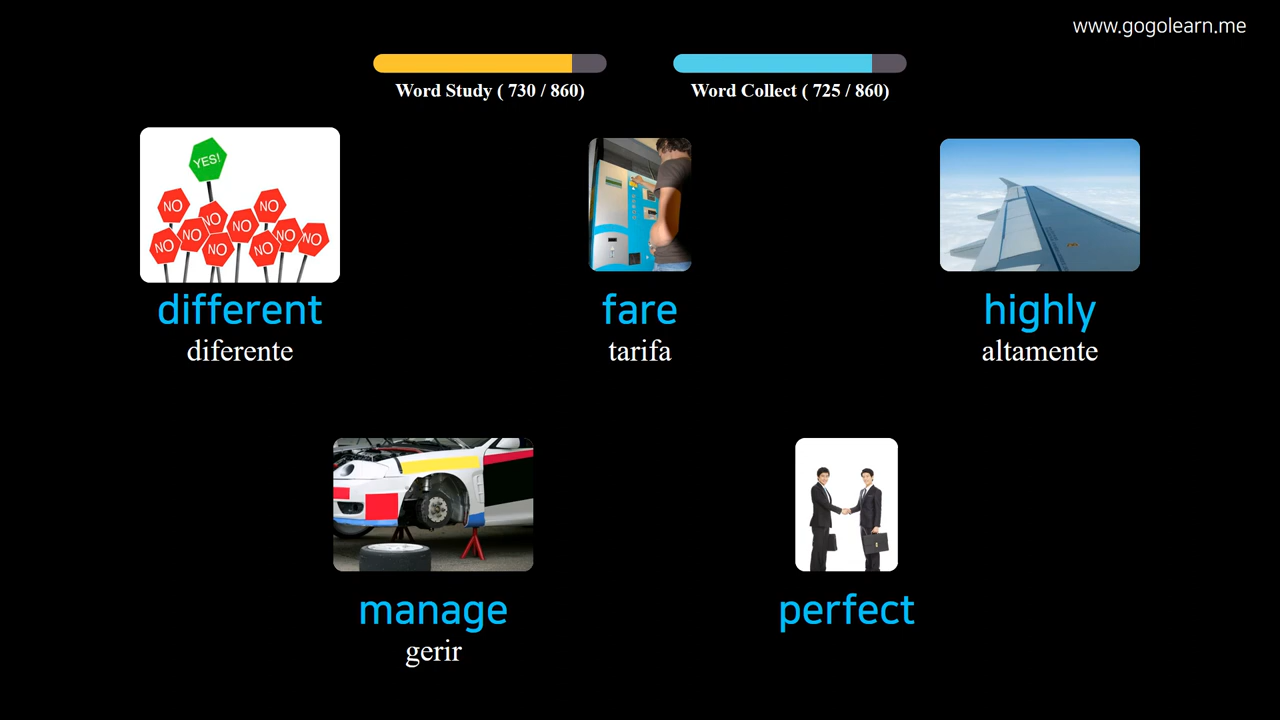 www.gogolearn.me
Word Study ( 730 / 860)
Word Collect ( 725 / 860)
YES!
NO
NO
NO
NO
NO
NO
NO
NO
NO
NO
different
diferente
fare
tarifa
highly
altamente
manage
gerir
perfect